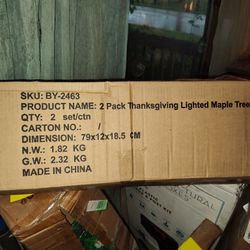 SKU: BY-2463
PRODUCT NAME: 2 Pack Thanksgiving Lighted Maple Tree
QTY: 2 set/ctn
CARTON NO.: /
DIMENSION: 79x12x18.5 CM
N.W.: 1.82 KG
G.W.: 2.32 KG
MADE IN CHINA